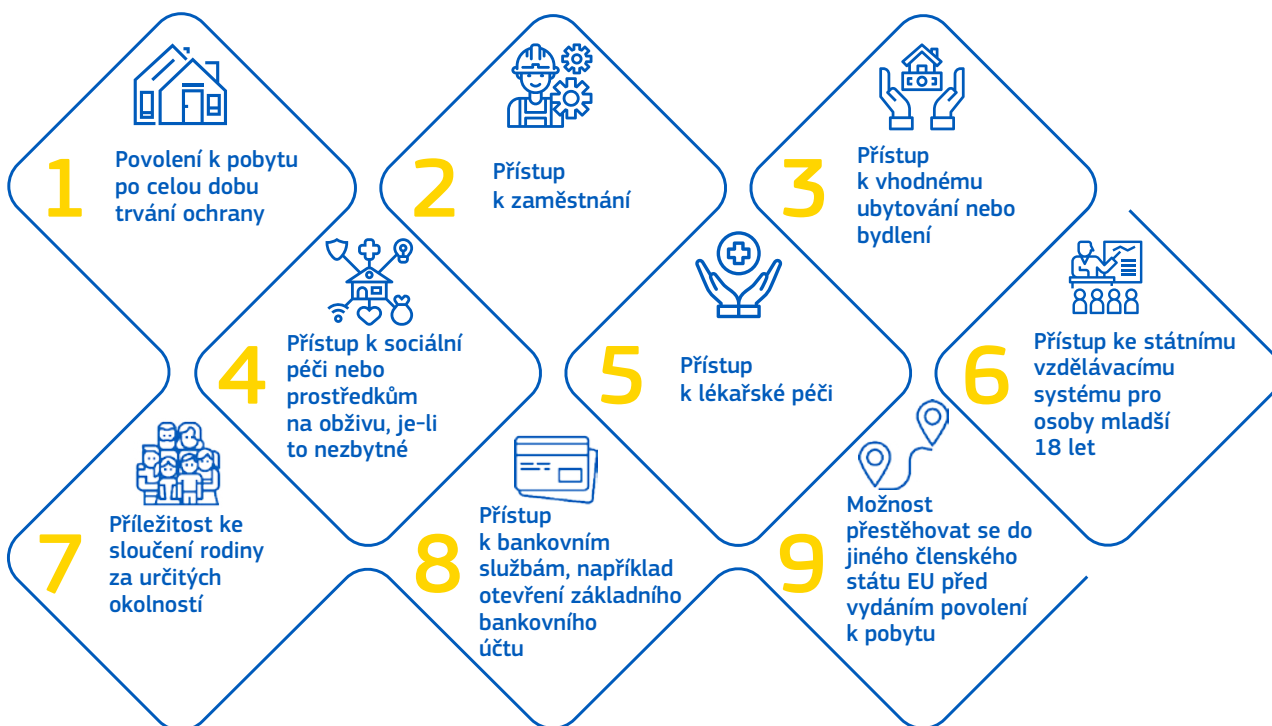 1
Povolení k pobytu
po celou dobu
trvání ochrany
2
Přístup
k zaměstnání
3
Přístup
k vhodnému
ubytování nebo
bydlení
4
Přístup k sociální
péči nebo
prostředkům
na obživu, je-li
to nezbytné
5
Přístup
k lékařské péči
6
Přístup ke státnímu
vzdělávacímu
systému pro
osoby mladší
18 let
7
Příležitost ke
sloučení rodiny
za určitých
okolností
8
Přístup
k bankovním
službám, například
otevření základního
bankovního
účtu
9
Možnost
přestěhovat se do
jiného členského
státu EU před
vydáním povolení
k pobytu